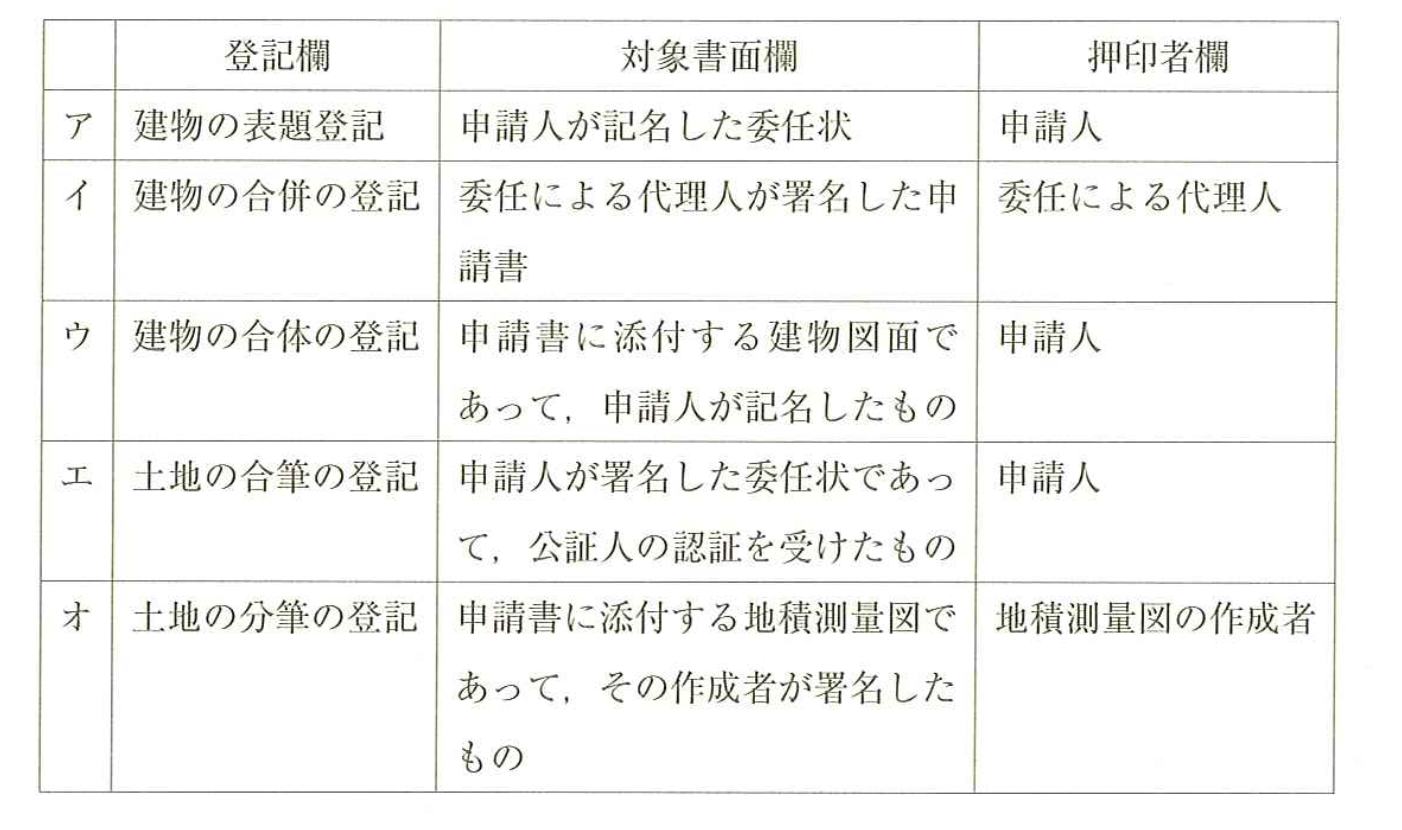 登記欄 対象書面欄 押印者欄
ア 建物の表題登記 申請人が記名した委任状 申請人
イ 建物の合併の登記 委任による代理人が署名した申 委任による代理人
請書
ウ 建物の合体の登記 申請書に添付する建物図面で 申請人
あって，申請人が記名したもの
エ 土地の合筆の登記 申請人が署名した委任状であっ 申請人
て，公証人の認証を受けたもの
オ 土地の分筆の登記 申請書に添付する地積測量図で 地積測量図の作成者
あって，その作成者が署名した
もの